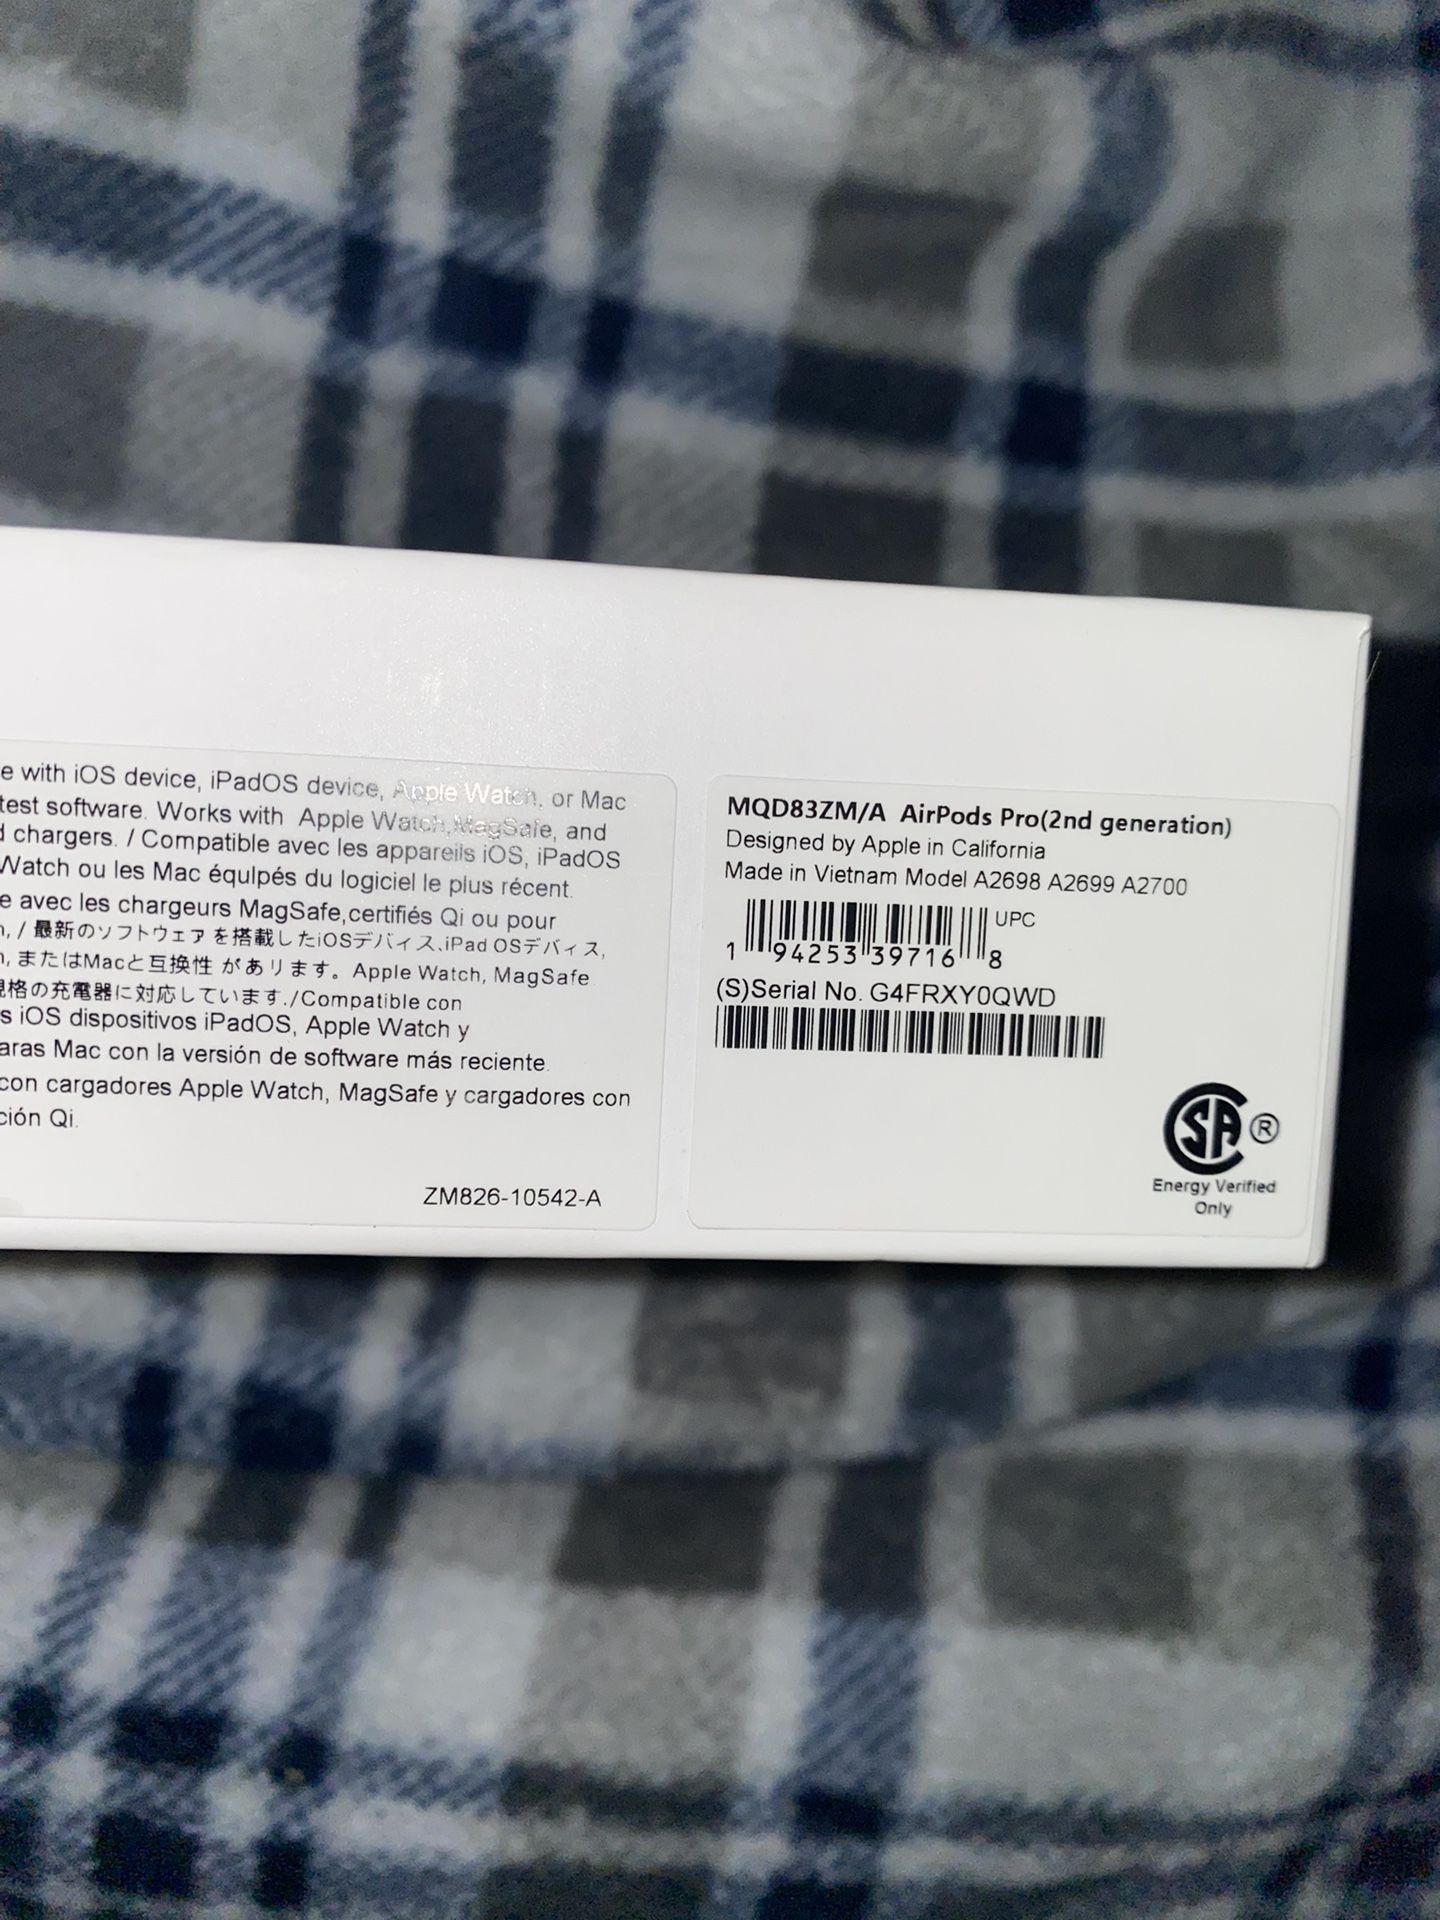 e with iOS device, iPadOS device, Apple Watch, or Mac
test software. Works with Apple Watch,MagSafe, and
d chargers. / Compatible avec les appareils iOS, iPadOS
Watch ou les Mac équlpés du logiciel le plus récent.
e avec les chargeurs MagSafe,certifiés Qi ou pour
n, / 最新のソフトウェアを搭載したiOSデバイス、iPad OSデバイス,
n, またはMacと互換性 があります。Apple Watch, MagSafe
規格の充電器に対応しています./Compatible con
s iOS dispositivos iPadOS, Apple Watch y
aras Mac con la versión de software más reciente.
con cargadores Apple Watch, MagSafe y cargadores con
ción Qi.
ZM826-10542-A
MQD83ZM/A AirPods Pro(2nd generation)
Designed by Apple in California
Made in Vietnam Model A2698 A2699 A2700
UPC
1 94253 39716 8
(S)Serial No. G4FRXY0QWD
SA ®
Energy Verified
Only